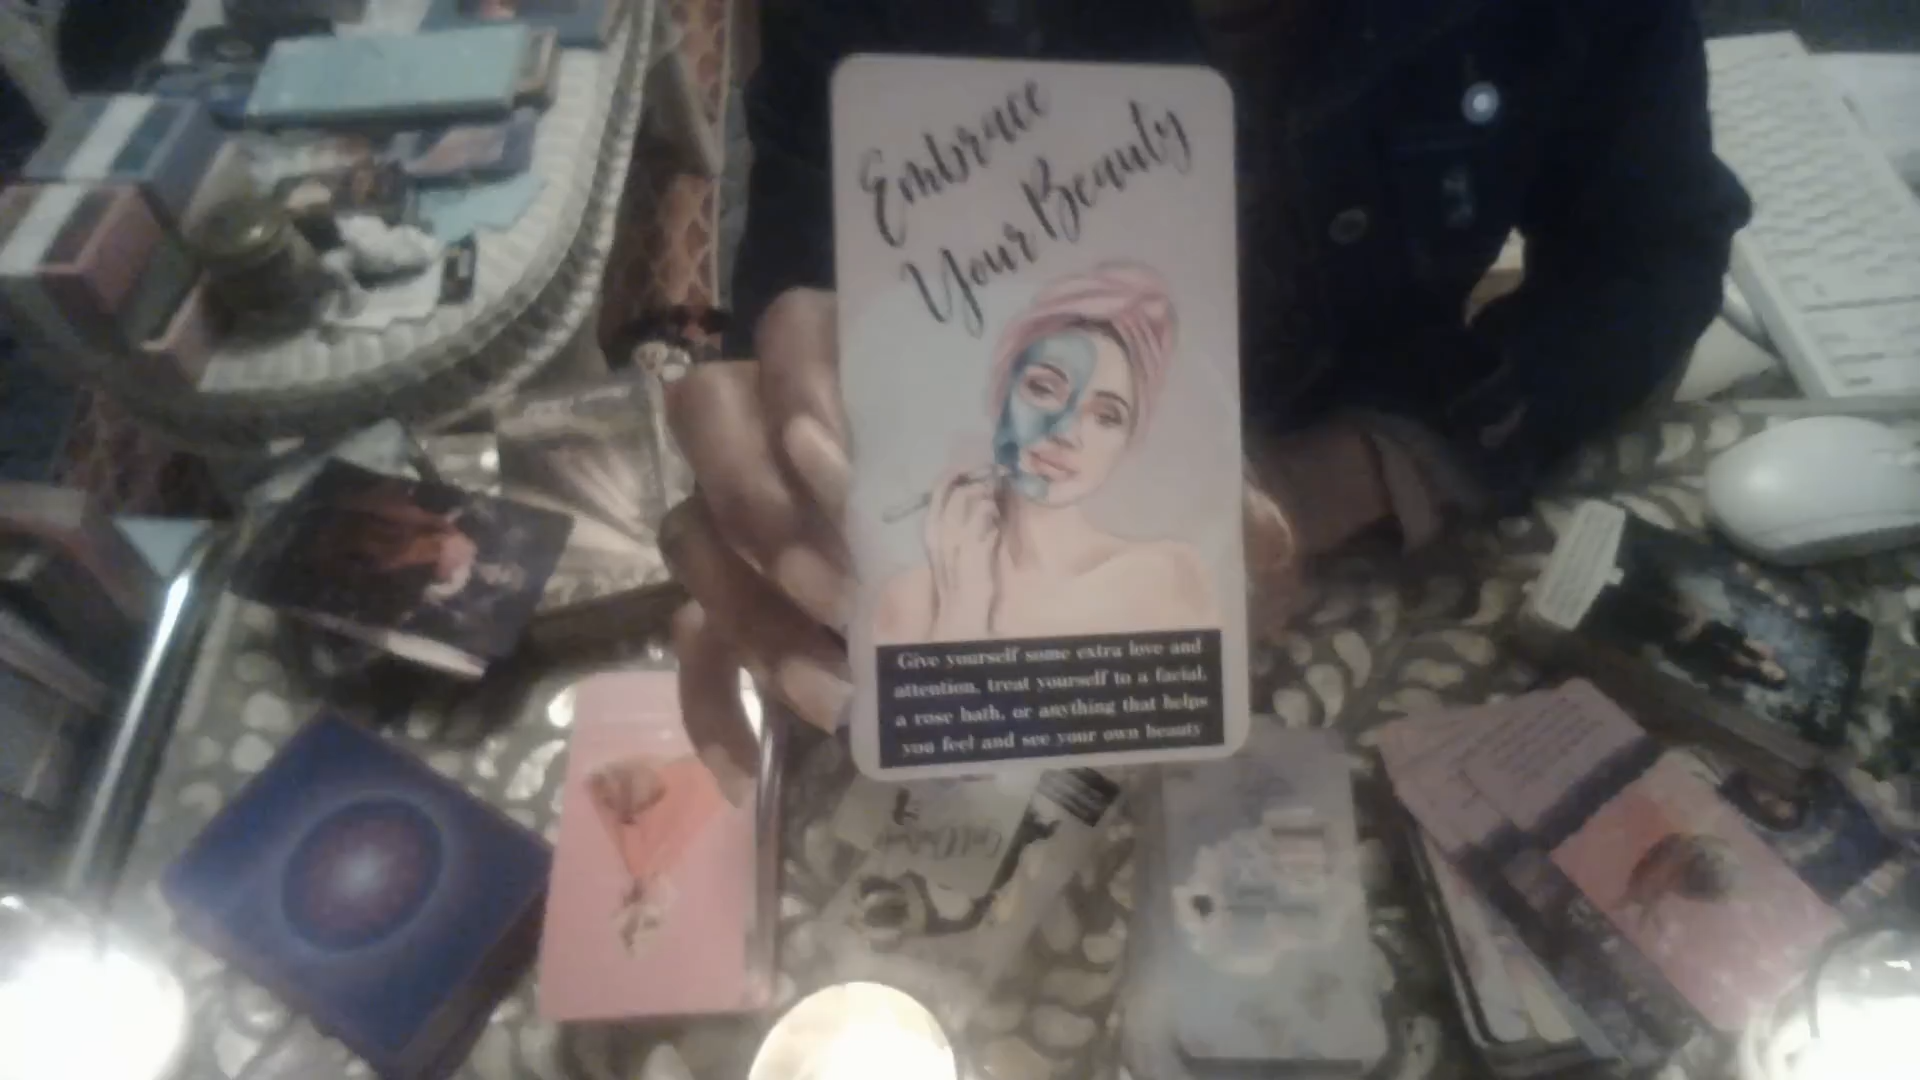 Embrace
Your Beauty
Give yourself some extra love and
attention, treat yourself to a facial,
a rose bath, or anything that helps
you feel and see your own beauty